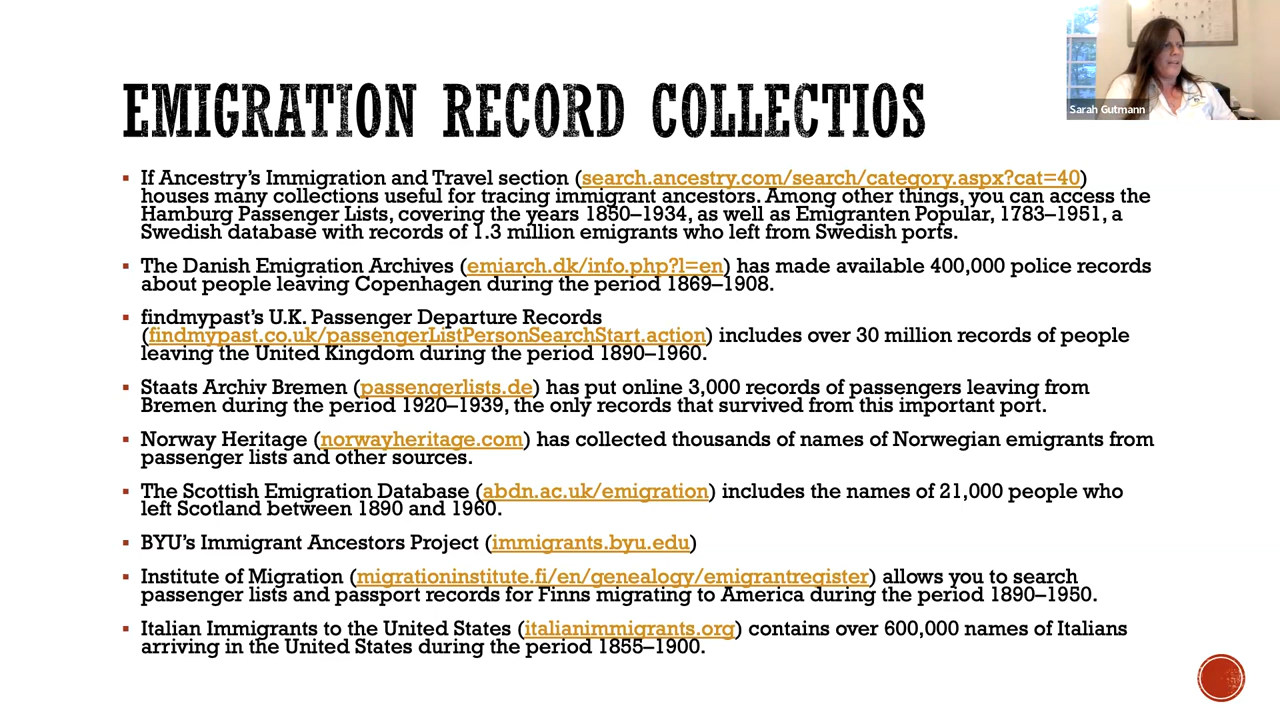 Sarah Gutmann
EMIGRATION RECORD COLLECTIOS
▪ If Ancestry's Immigration and Travel section (search.ancestry.com/search/category.aspx?cat=40)
houses many collections useful for tracing immigrant ancestors. Among other things, you can access the
Hamburg Passenger Lists, covering the years 1850–1934, as well as Emigranten Popular, 1783–1951, a
Swedish database with records of 1.3 million emigrants who left from Swedish ports.
▪ The Danish Emigration Archives (emiarch.dk/info.php?l=en) has made available 400,000 police records
about people leaving Copenhagen during the period 1869–1908.
▪ findmypast's U.K. Passenger Departure Records
(findmypast.co.uk/passengerListPersonSearchStart.action) includes over 30 million records of people
leaving the United Kingdom during the period 1890–1960.
▪ Staats Archiv Bremen (passengerlists.de) has put online 3,000 records of passengers leaving from
Bremen during the period 1920–1939, the only records that survived from this important port.
▪ Norway Heritage (norwayheritage.com) has collected thousands of names of Norwegian emigrants from
passenger lists and other sources.
▪ The Scottish Emigration Database (abdn.ac.uk/emigration) includes the names of 21,000 people who
left Scotland between 1890 and 1960.
▪ BYU's Immigrant Ancestors Project (immigrants.byu.edu)
▪ Institute of Migration (migrationinstitute.fi/en/genealogy/emigrantregister) allows you to search
passenger lists and passport records for Finns migrating to America during the period 1890–1950.
▪ Italian Immigrants to the United States (italianimmigrants.org) contains over 600,000 names of Italians
arriving in the United States during the period 1855–1900.